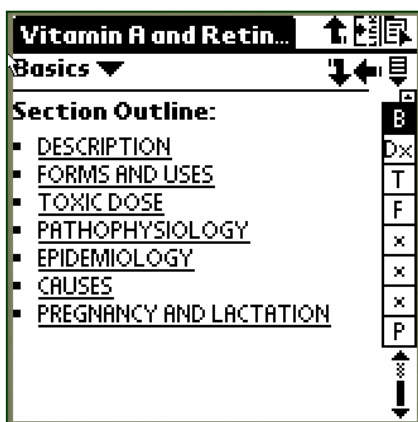 Vitamin A and Retin...
Basics
Section Outline:
DESCRIPTION
FORMS AND USES
TOXIC DOSE
PATHOPHYSIOLOGY
EPIDEMIOLOGY
CAUSES
PREGNANCY AND LACTATION
B
Dx
T
F
x
x
x
P